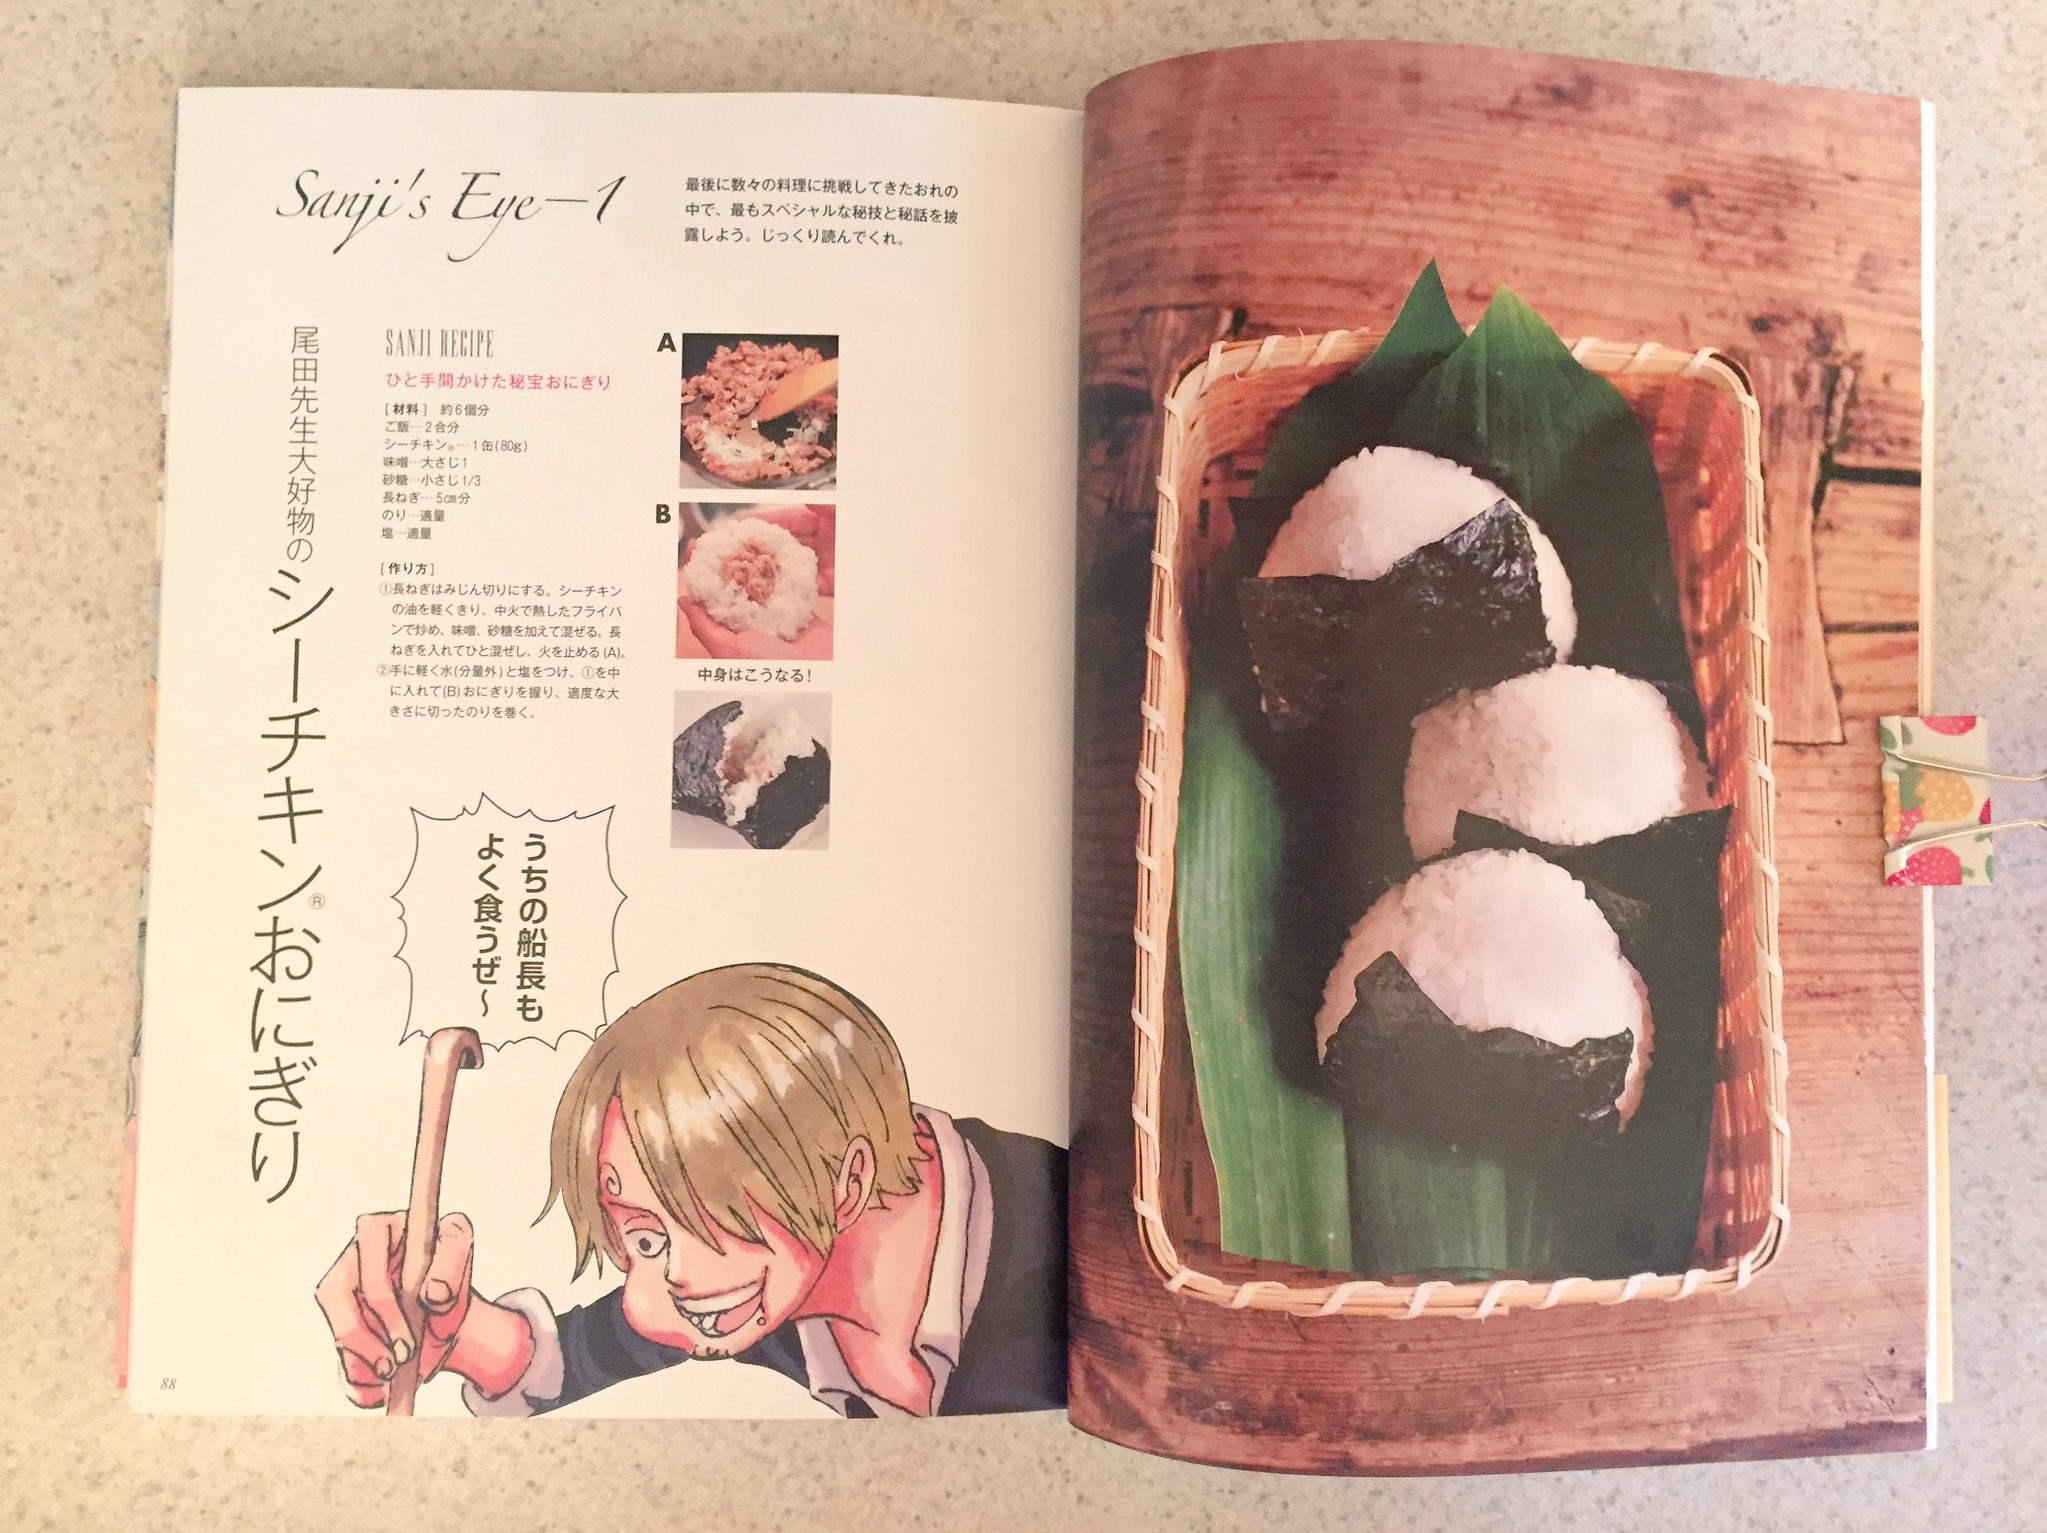 Sanji's Eye—1
最後に数々の料理に挑戦してきたおれの
中で、最もスペシャルな秘技と秘話を披
露しよう。じっくり読んでくれ。
尾田先生大好物のシーチキン®おにぎり
SANJI RECIPE
ひと手間かけた秘宝おにぎり
[材料] 約6個分
ご飯…2合分
シーチキン®…1缶(80g)
味噌…大さじ1
砂糖…小さじ1/3
長ねぎ…5cm分
のり…適量
塩…適量
[作り方]
①長ねぎはみじん切りにする。シーチキン
の油を軽くきり、中火で熱したフライパ
ンで炒め、味噌、砂糖を加えて混ぜる。長
ねぎを入れてひと混ぜし、火を止める(A)。
②手に軽く水(分量外)と塩をつけ、①を中
に入れて(B)おにぎりを握り、適度な大
きさに切ったのりを巻く。
A
B
中身はこうなる!
うちの船長も
よく食うぜ〜
88